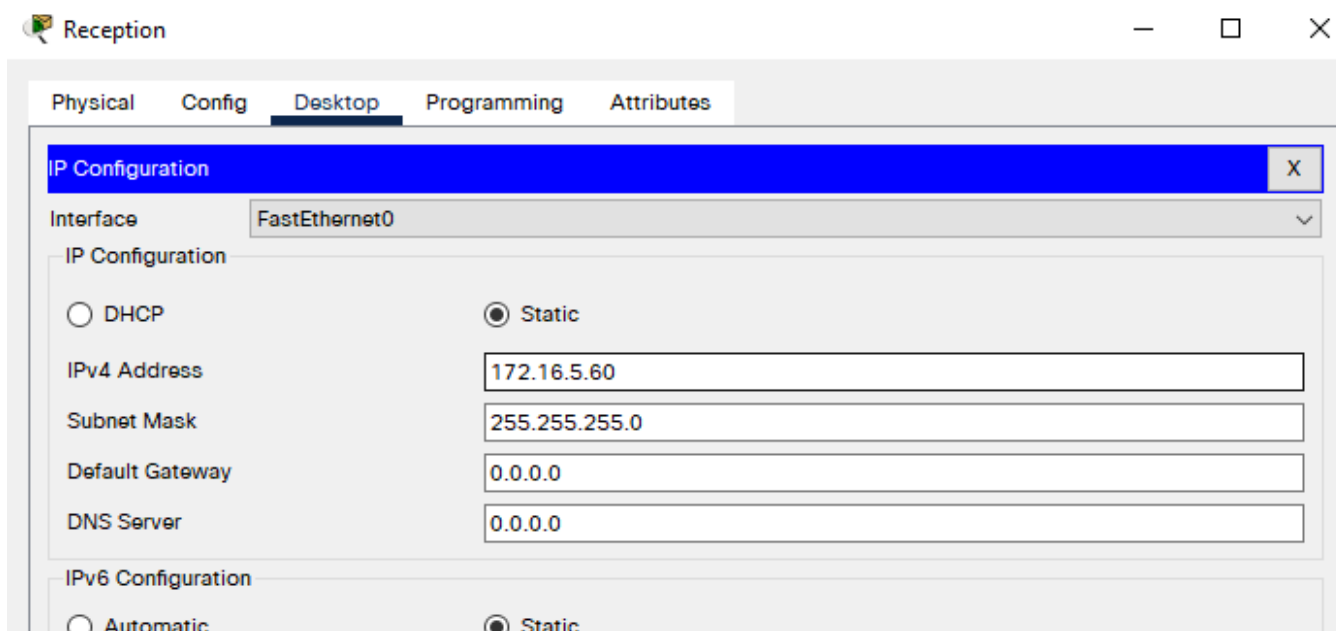 Reception
Physical Config Desktop Programming Attributes
IP Configuration X
Interface FastEthernet0
IP Configuration
DHCP Static
IPv4 Address 172.16.5.60
Subnet Mask 255.255.255.0
Default Gateway 0.0.0.0
DNS Server 0.0.0.0
IPv6 Configuration
Automatic Static